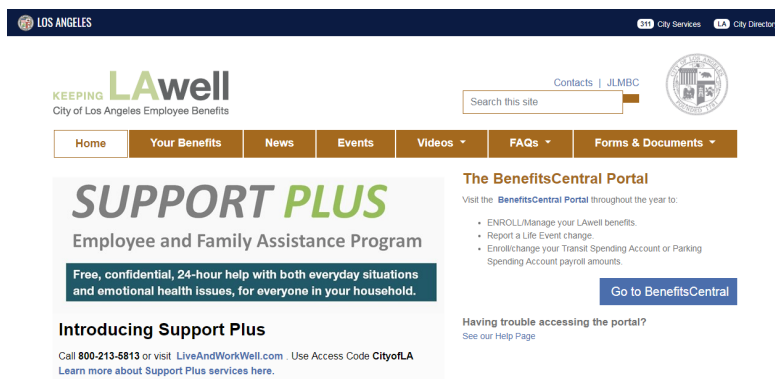 LOS ANGELES
311 City Services LA City Director
KEEPING LAwell
City of Los Angeles Employee Benefits
Contacts | JLMBC
Search this site
Home Your Benefits News Events Videos FAQs Forms & Documents
SUPPORT PLUS
Employee and Family Assistance Program
Free, confidential, 24-hour help with both everyday situations
and emotional health issues, for everyone in your household.
Introducing Support Plus
Call 800-213-5813 or visit LiveAndWorkWell.com . Use Access Code CityofLA
Learn more about Support Plus services here.
The BenefitsCentral Portal
Visit the BenefitsCentral Portal throughout the year to:
• ENROLL/Manage your LAwell benefits.
• Report a Life Event change.
• Enroll/change your Transit Spending Account or Parking
Spending Account payroll amounts.
Go to BenefitsCentral
Having trouble accessing the portal?
See our Help Page